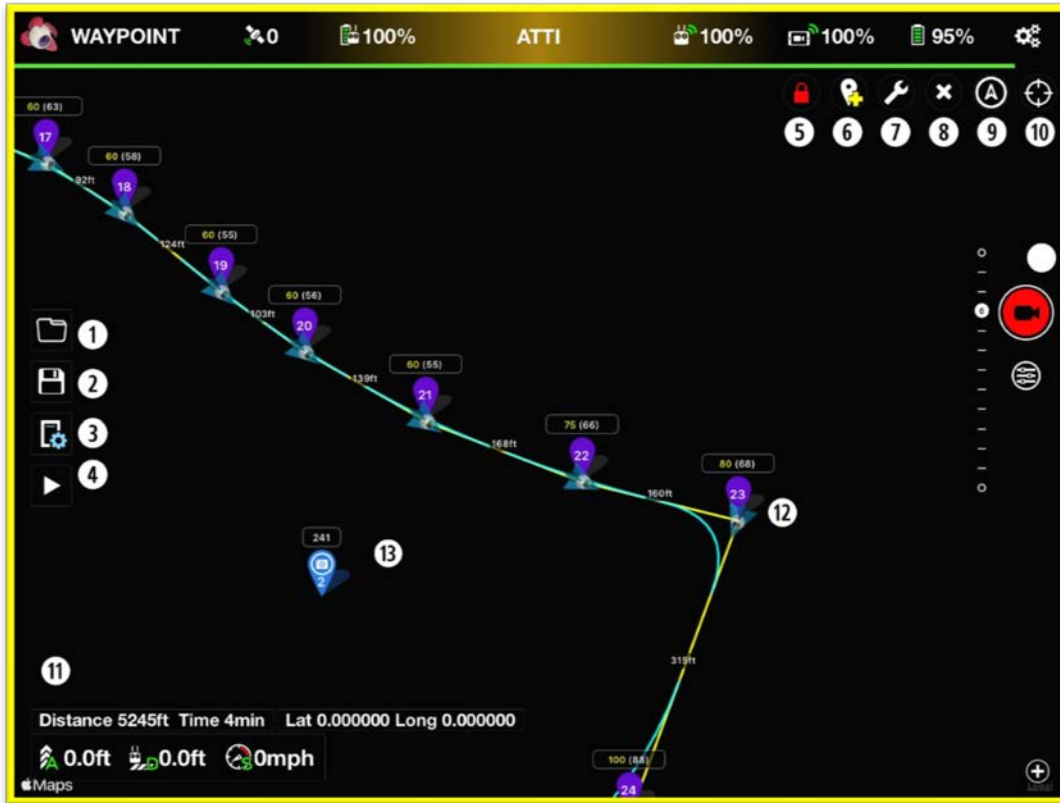 WAYPOINT 0 100% ATTI 100% 100% 95%
5 6 7 8 9 10
60 (63)
17
92ft
60 (58)
18
124ft
60 (55)
19
103ft
60 (56)
20
139ft
60 (55)
21
168ft
75 (66)
22
160ft
80 (68)
23
12
0
1
2
3
4
241
2
13
315ft
11
Distance 5245ft Time 4min Lat 0.000000 Long 0.000000
A 0.0ft D 0.0ft S 0mph
100 (88)
24
Maps
Legal